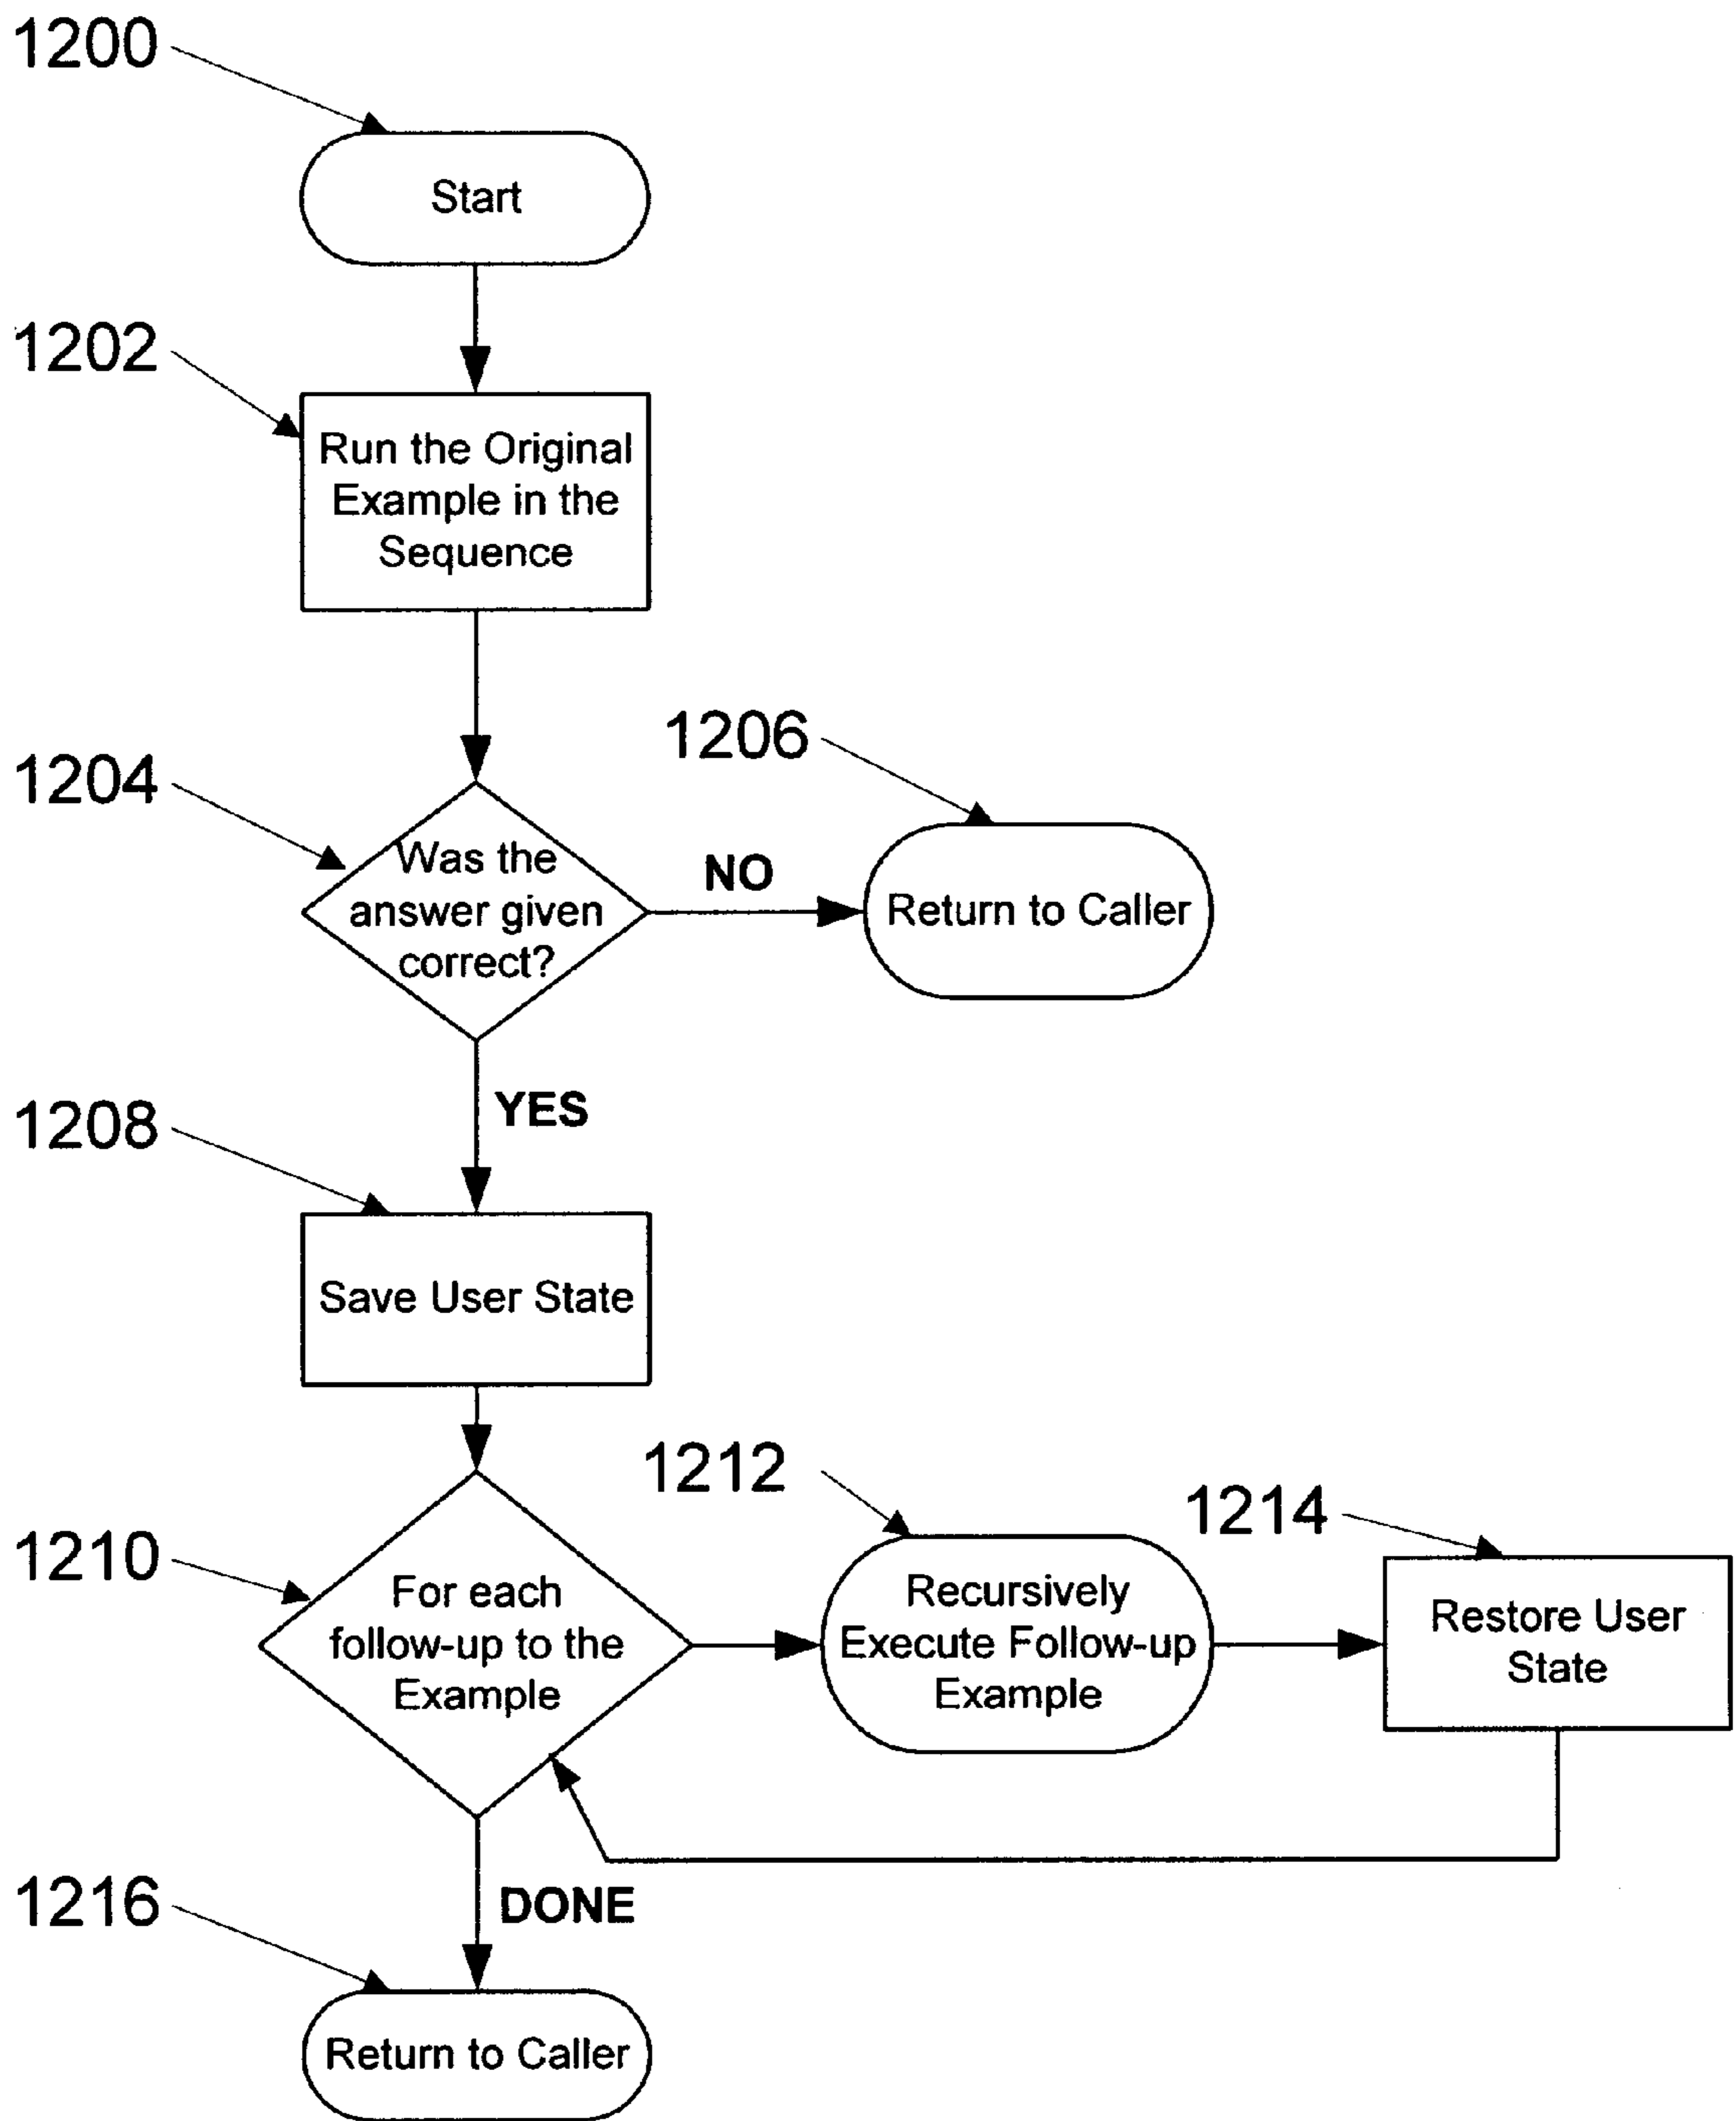 1200
Start
1202
Run the Original
Example in the
Sequence
1204
Was the
answer given
correct?
NO
1206
Return to Caller
YES
1208
Save User State
1210
For each
follow-up to the
Example
1212
Recursively
Execute Follow-up
Example
1214
Restore User
State
DONE
1216
Return to Caller